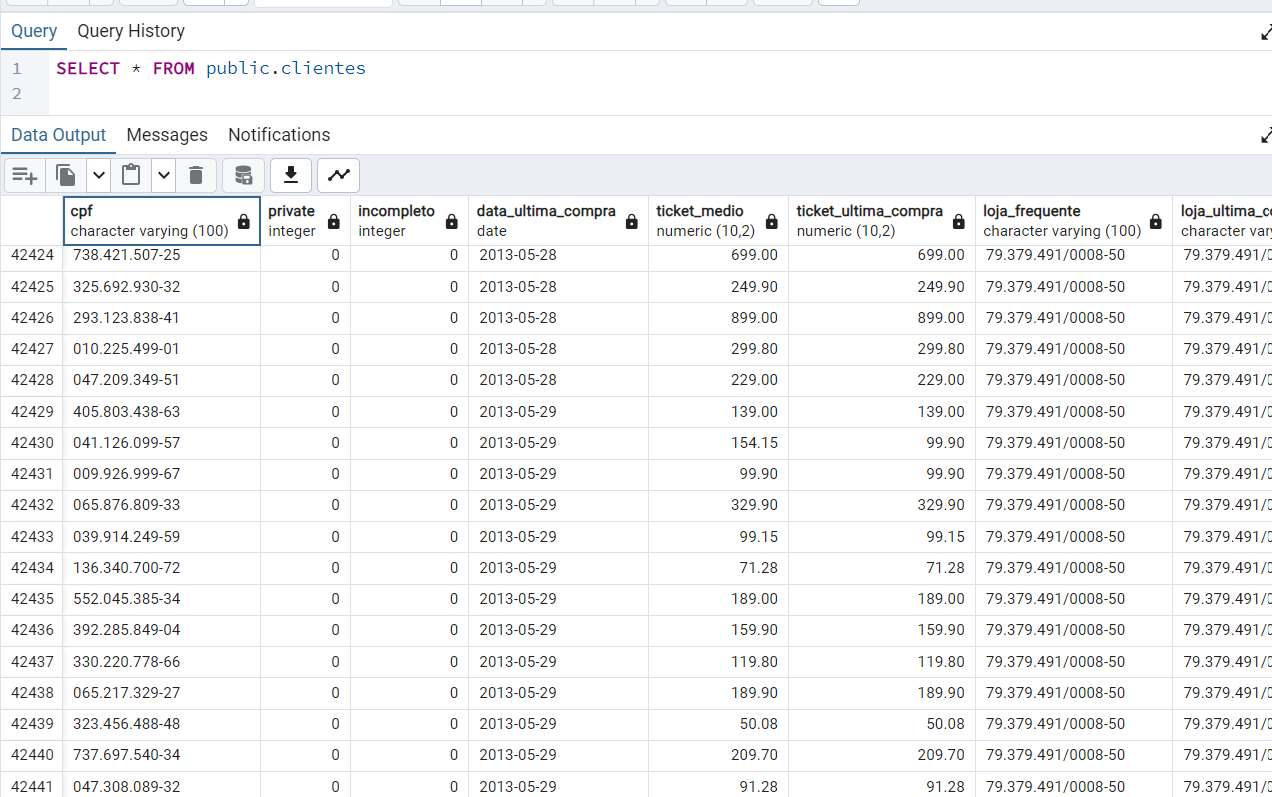 Query Query History
1 SELECT * FROM public.clientes
2
Data Output Messages Notifications
cpf private incompleto data_ultima_compra ticket_medio ticket_ultima_compra loja_frequente loja_ultima_co
character varying (100) integer integer date numeric (10,2) numeric (10,2) character varying (100) character vary
42424 738.421.507-25 0 0 2013-05-28 699.00 699.00 79.379.491/0008-50 79.379.491/0
42425 325.692.930-32 0 0 2013-05-28 249.90 249.90 79.379.491/0008-50 79.379.491/0
42426 293.123.838-41 0 0 2013-05-28 899.00 899.00 79.379.491/0008-50 79.379.491/0
42427 010.225.499-01 0 0 2013-05-28 299.80 299.80 79.379.491/0008-50 79.379.491/0
42428 047.209.349-51 0 0 2013-05-28 229.00 229.00 79.379.491/0008-50 79.379.491/0
42429 405.803.438-63 0 0 2013-05-29 139.00 139.00 79.379.491/0008-50 79.379.491/0
42430 041.126.099-57 0 0 2013-05-29 154.15 99.90 79.379.491/0008-50 79.379.491/0
42431 009.926.999-67 0 0 2013-05-29 99.90 99.90 79.379.491/0008-50 79.379.491/0
42432 065.876.809-33 0 0 2013-05-29 329.90 329.90 79.379.491/0008-50 79.379.491/0
42433 039.914.249-59 0 0 2013-05-29 99.15 99.15 79.379.491/0008-50 79.379.491/0
42434 136.340.700-72 0 0 2013-05-29 71.28 71.28 79.379.491/0008-50 79.379.491/0
42435 552.045.385-34 0 0 2013-05-29 189.00 189.00 79.379.491/0008-50 79.379.491/0
42436 392.285.849-04 0 0 2013-05-29 159.90 159.90 79.379.491/0008-50 79.379.491/0
42437 330.220.778-66 0 0 2013-05-29 119.80 119.80 79.379.491/0008-50 79.379.491/0
42438 065.217.329-27 0 0 2013-05-29 189.90 189.90 79.379.491/0008-50 79.379.491/0
42439 323.456.488-48 0 0 2013-05-29 50.08 50.08 79.379.491/0008-50 79.379.491/0
42440 737.697.540-34 0 0 2013-05-29 209.70 209.70 79.379.491/0008-50 79.379.491/0
42441 047.308.089-32 0 0 2013-05-29 91.28 91.28 79.379.491/0008-50 79.379.491/0